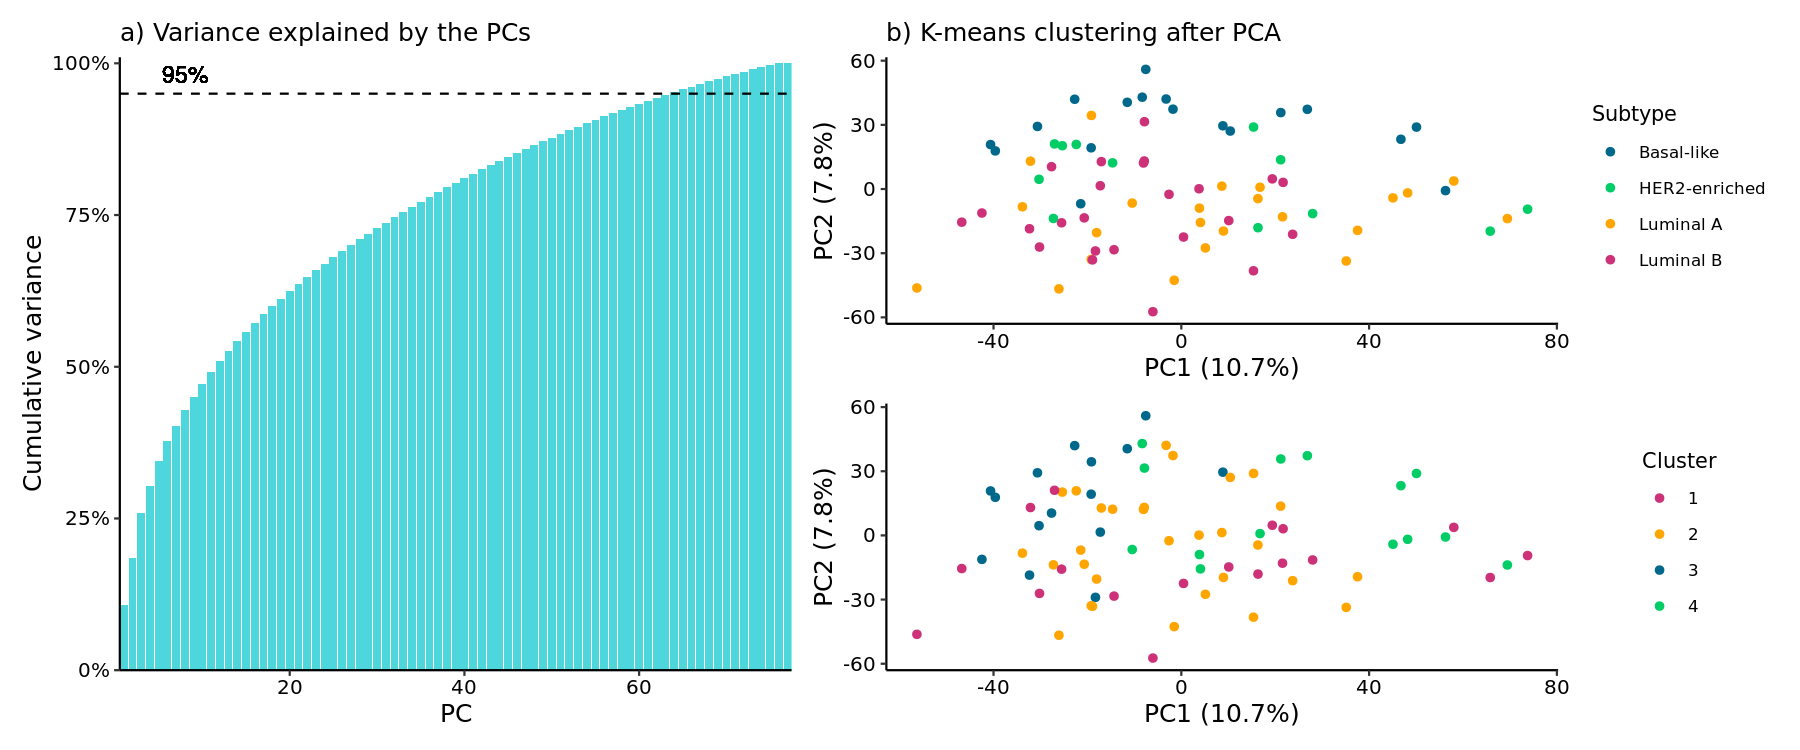 a) Variance explained by the PCs
100%
75%
50%
25%
0%
95%
Cumulative variance
20
40
60
PC
b) K-means clustering after PCA
60
30
0
-30
-60
PC2 (7.8%)
-40
0
40
80
PC1 (10.7%)
Subtype
Basal-like
HER2-enriched
Luminal A
Luminal B
60
30
0
-30
-60
PC2 (7.8%)
-40
0
40
80
PC1 (10.7%)
Cluster
1
2
3
4